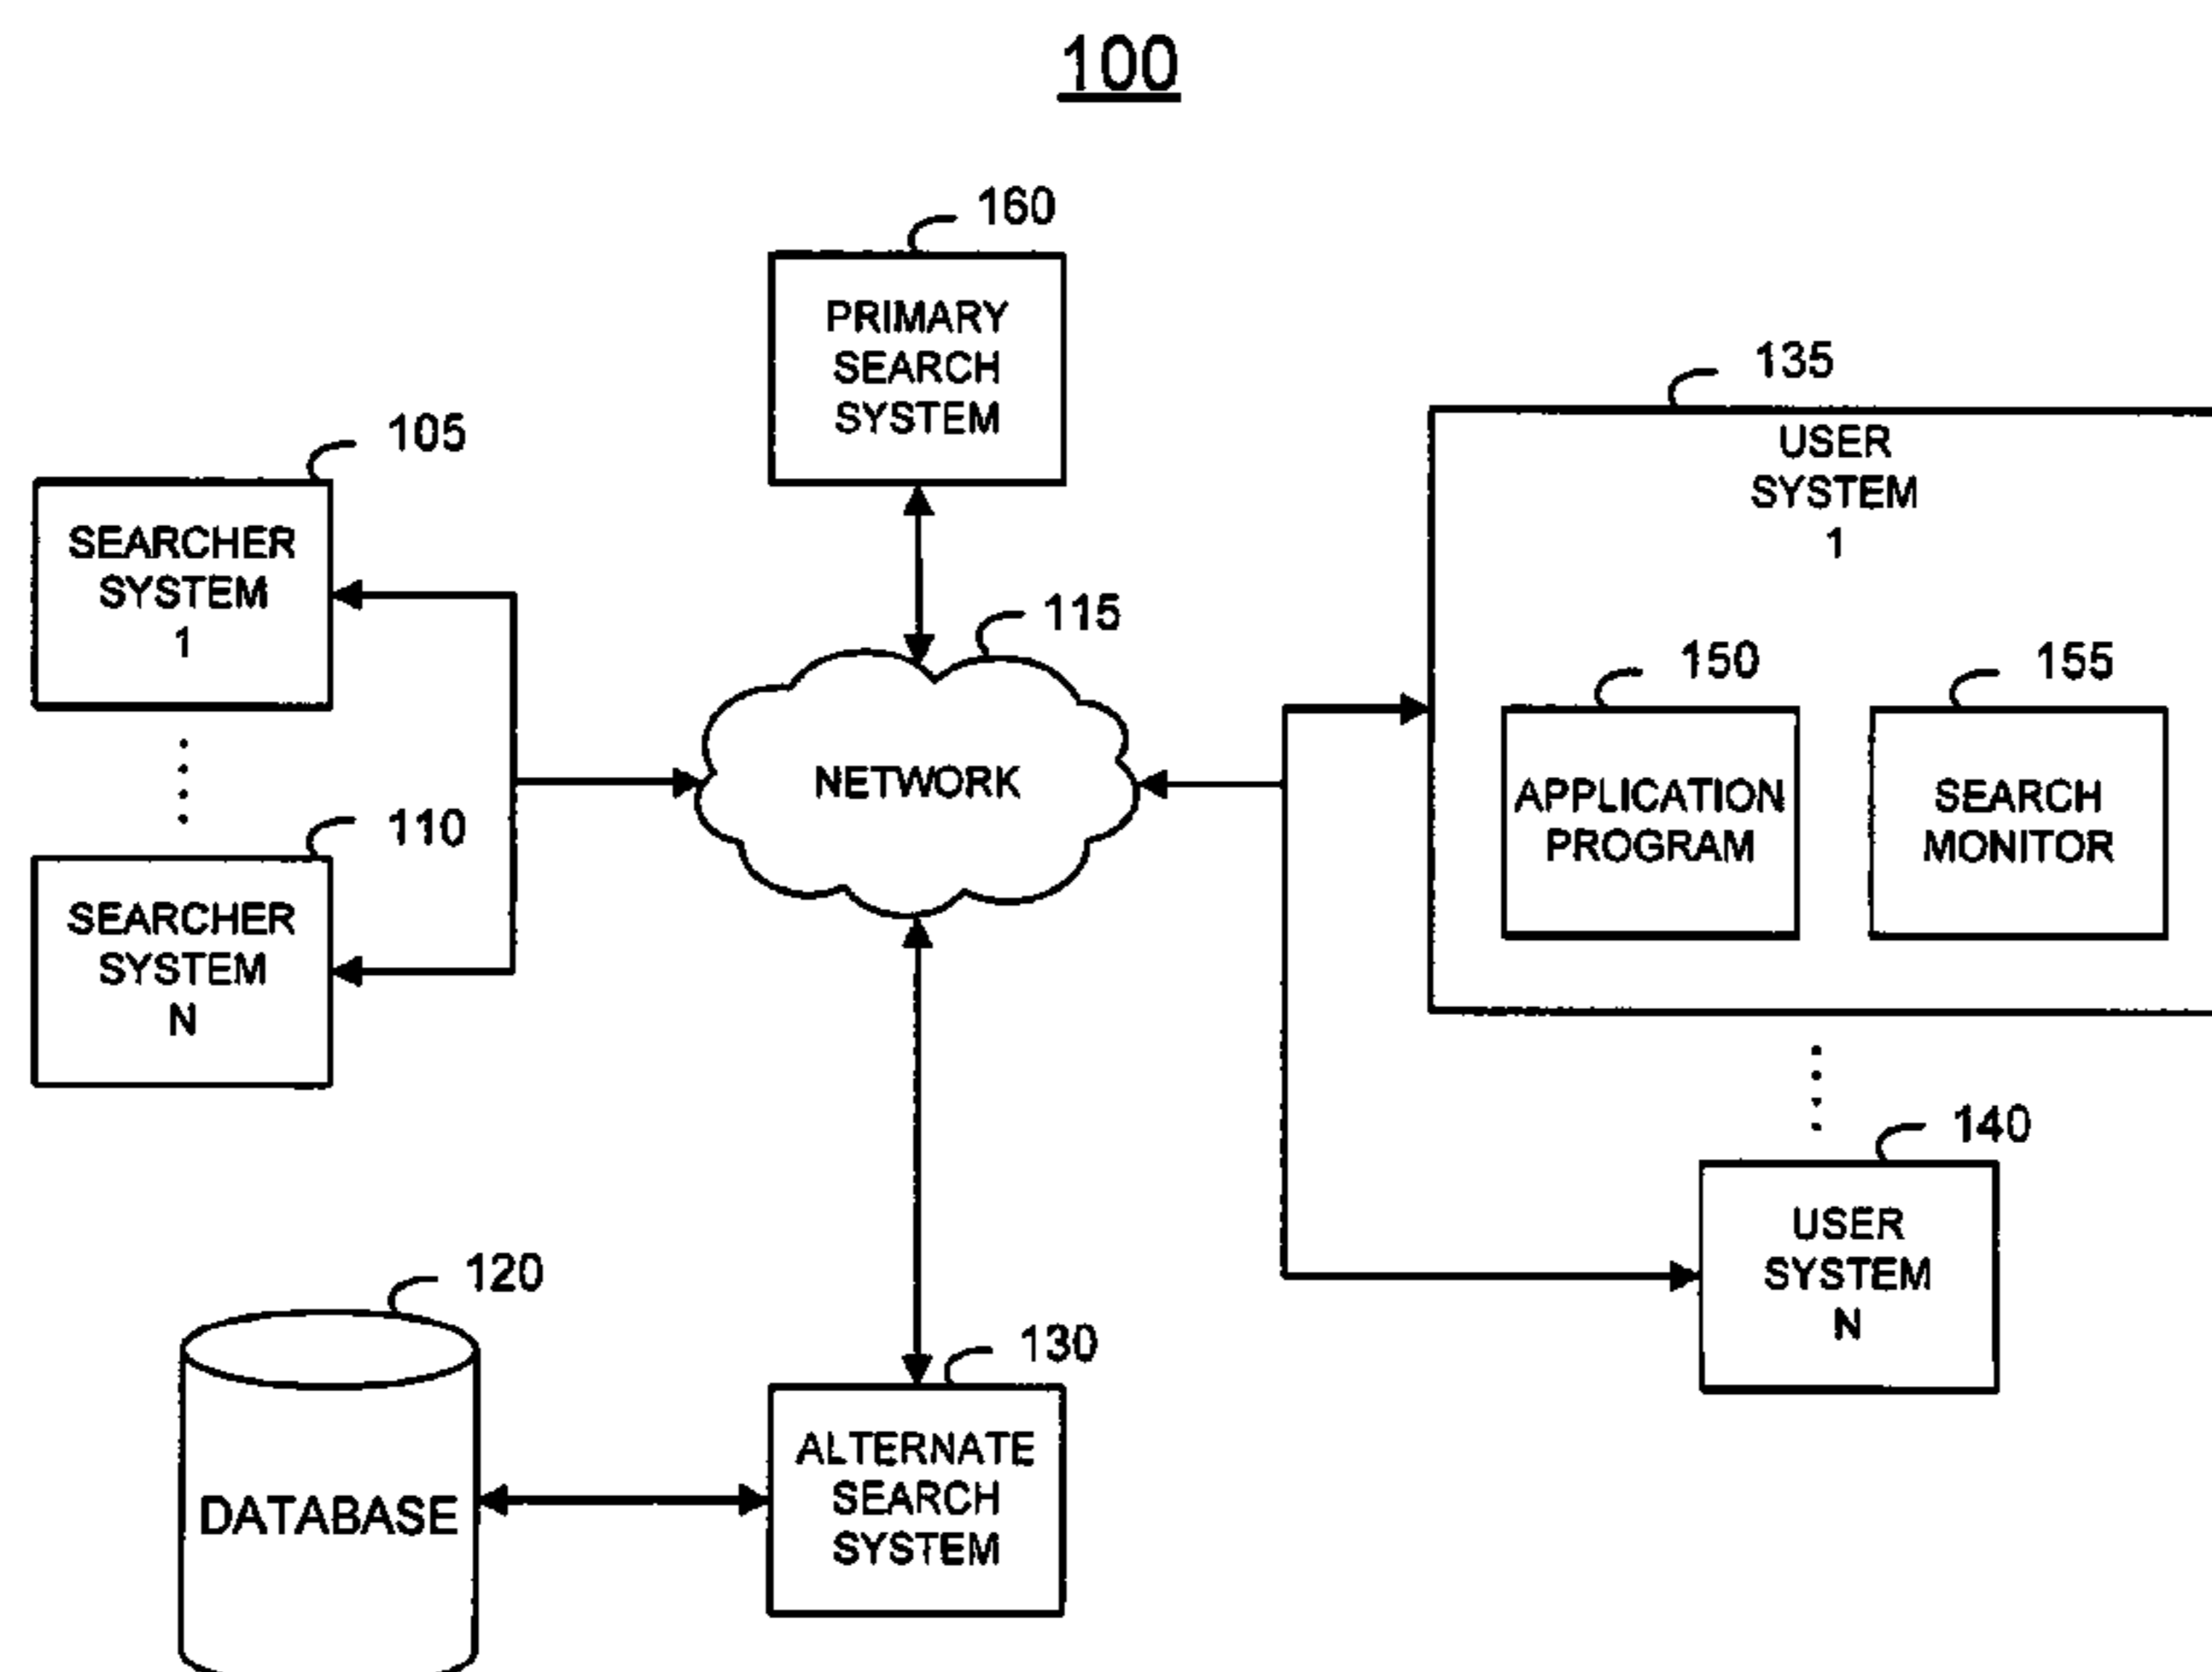 100
160
PRIMARY
SEARCH
SYSTEM
105
SEARCHER
SYSTEM
1
110
SEARCHER
SYSTEM
N
115
NETWORK
135
USER
SYSTEM
1
150
APPLICATION
PROGRAM
155
SEARCH
MONITOR
140
USER
SYSTEM
N
120
DATABASE
130
ALTERNATE
SEARCH
SYSTEM